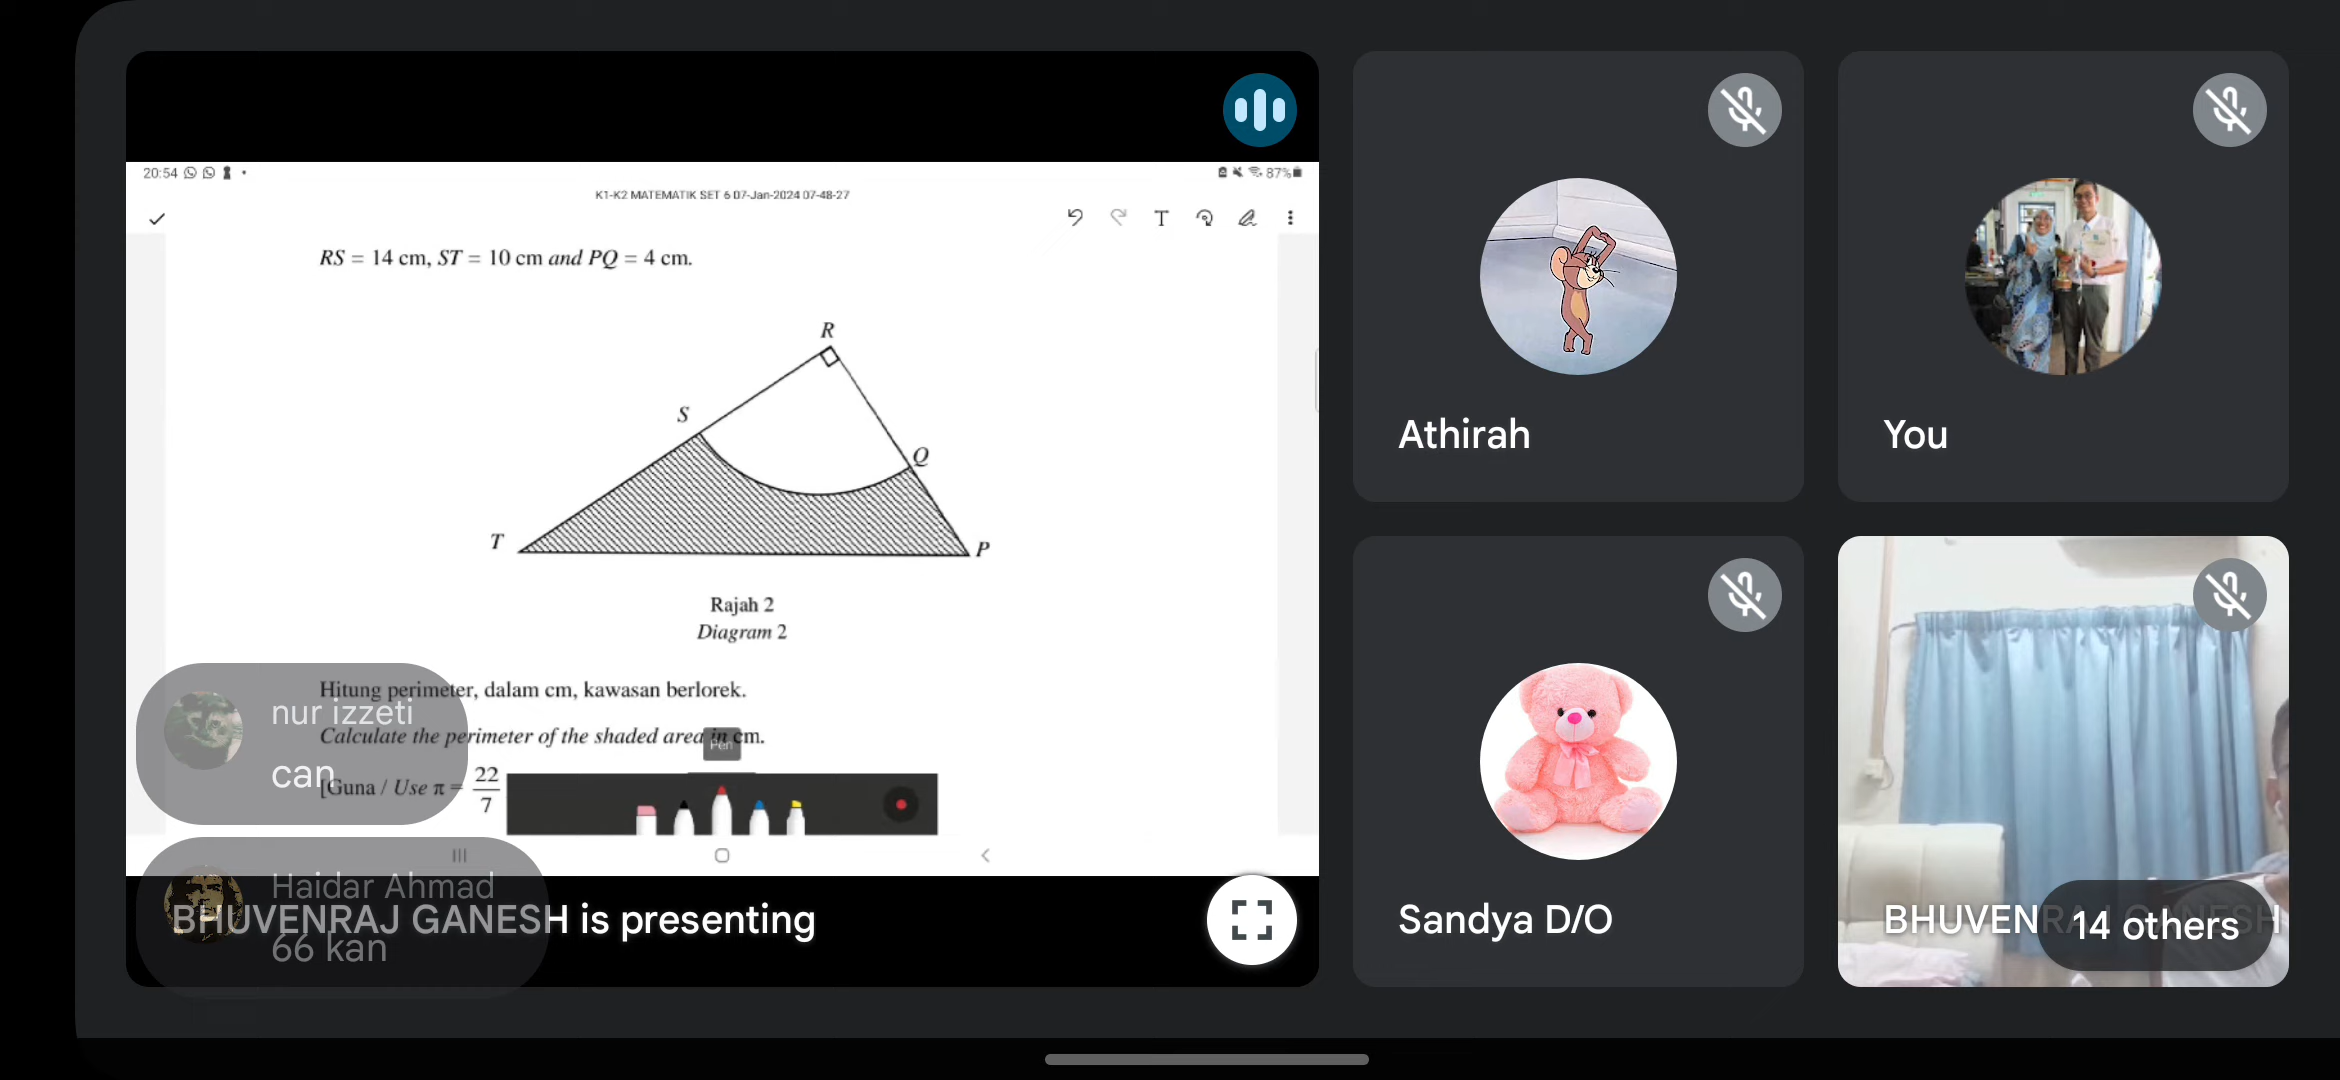 20:54
87%
K1-K2 MATEMATIK SET 6 07-Jan-2024 07-48-27
T
RS = 14 cm, ST = 10 cm and PQ = 4 cm.
R
S
Q
T
P
Rajah 2
Diagram 2
Hitung perimeter, dalam cm, kawasan berlorek.
Calculate the perimeter of the shaded area in cm.
Pen
[Guna / Use π = 22/7
nur izzeti
can
Haidar Ahmad
66 kan
BHUVENRAJ GANESH is presenting
Athirah
You
Sandya D/O
BHUVENRAJ GANESH
14 others